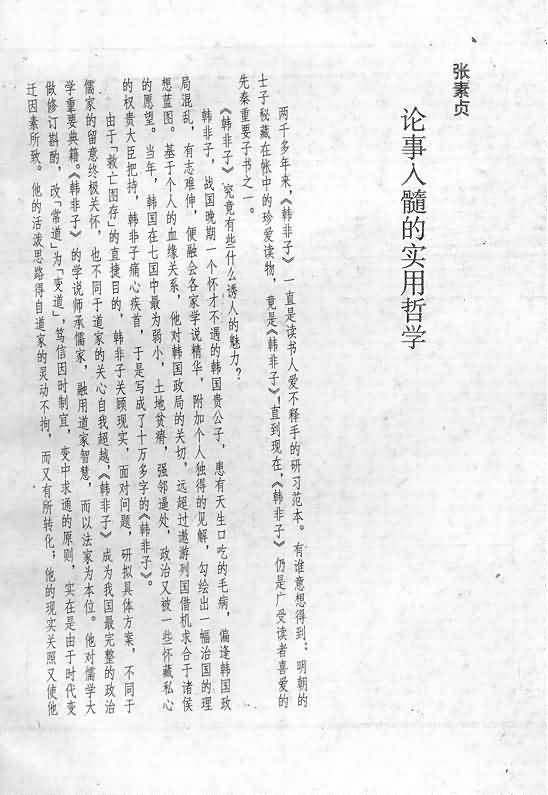 张素贞
论事入髓的实用哲学
两千多年来，《韩非子》一直是读书人爱不释手的研习范本。有谁意想得到：明朝的
士子秘藏在帐中的珍爱读物，竟是《韩非子》！直到现在，《韩非子》仍是广受读者喜爱的
先秦重要子书之一。
《韩非子》究竟有些什么诱人的魅力？
韩非子，战国晚期一个怀才不遇的韩国贵公子，患有天生口吃的毛病，偏逢韩国政
局混乱，有志难伸，便融会各家学说精华，附加个人独得的见解，勾绘出一幅治国的理
想蓝图。基于个人的血缘关系，他对韩国政局的关切，远超过遨游列国借机求合于诸侯
的愿望。当年，韩国在七国中最为弱小，土地贫瘠，强邻逼处，政治又被一些怀藏私心
的权贵大臣把持，韩非子痛心疾首，于是写成了十万多字的《韩非子》。
由于「救亡图存」的直捷目的，韩非子关顾现实，面对问题，研拟具体方案，不同于
儒家的留意终极关怀，也不同于道家的关心自我超越，《韩非子》成为我国最完整的政治
学重要典籍。《韩非子》的学说师承儒家，融用道家智慧，而以法家为本位。他对儒学大
做修订斟酌，改「常道」为「变道」，笃信因时制宜，变中求通的原则，实在是由于时代变
迁因素所致。他的活泼思路得自道家的灵动不拘，而又有所转化；他的现实关照又使他